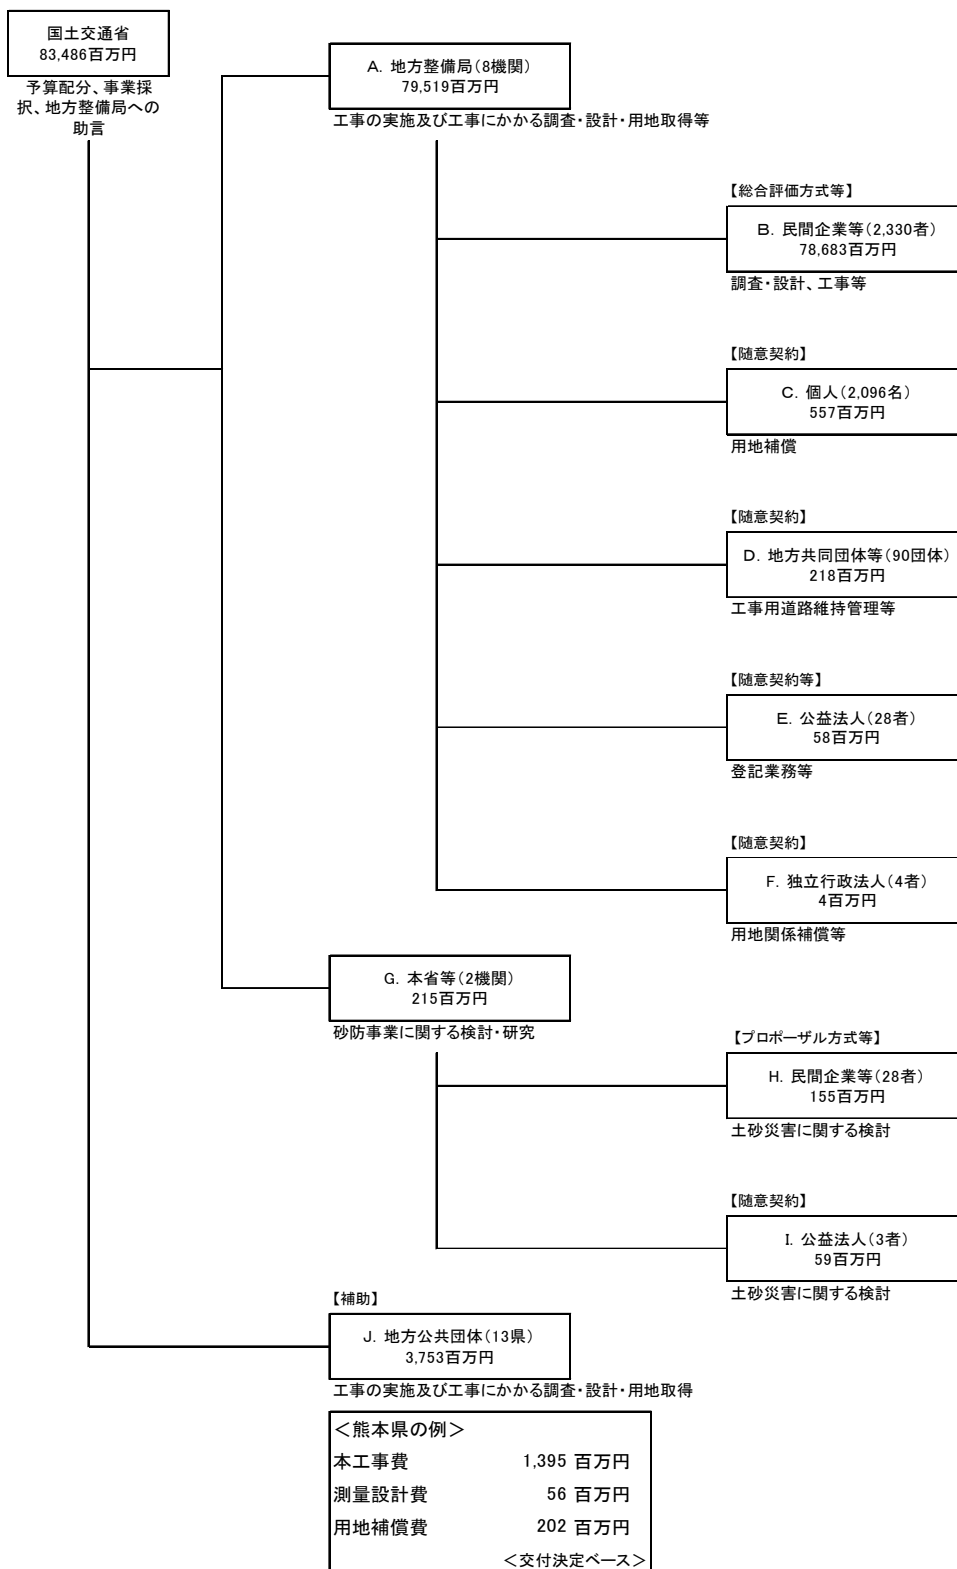 国土交通省
83,486百万円
予算配分、事業採
択、地方整備局への
助言
A. 地方整備局(8機関)
79,519百万円
工事の実施及び工事にかかる調査・設計・用地取得等
【総合評価方式等】
B. 民間企業等(2,330者)
78,683百万円
調査・設計、工事等
【随意契約】
C. 個人(2,096名)
557百万円
用地補償
【随意契約】
D. 地方共同団体等(90団体)
218百万円
工事用道路維持管理等
【随意契約等】
E. 公益法人(28者)
58百万円
登記業務等
【随意契約】
F. 独立行政法人(4者)
4百万円
用地関係補償等
G. 本省等(2機関)
215百万円
砂防事業に関する検討・研究
【プロポーザル方式等】
H. 民間企業等(28者)
155百万円
土砂災害に関する検討
【随意契約】
I. 公益法人(3者)
59百万円
土砂災害に関する検討
【補助】
J. 地方公共団体(13県)
3,753百万円
工事の実施及び工事にかかる調査・設計・用地取得
<熊本県の例>
本工事費 1,395 百万円
測量設計費 56 百万円
用地補償費 202 百万円
<交付決定ベース>